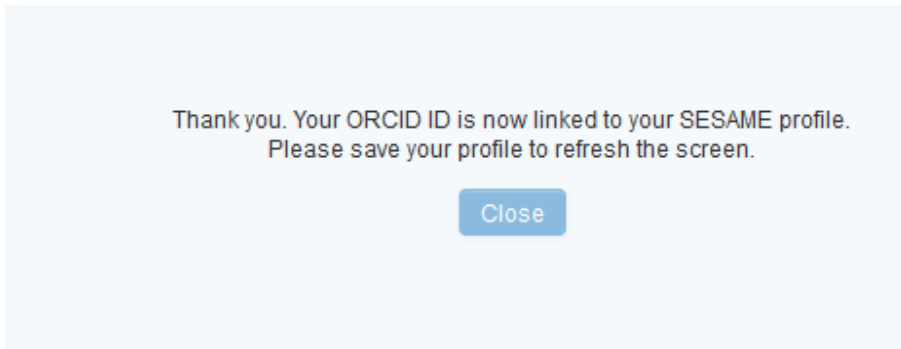 Thank you. Your ORCID ID is now linked to your SESAME profile.
Please save your profile to refresh the screen.
Close